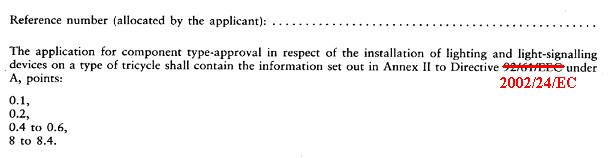 Reference number (allocated by the applicant): ............................................................
The application for component type-approval in respect of the installation of lighting and light-signalling
devices on a type of tricycle shall contain the information set out in Annex II to Directive 92/61/EEC under
2002/24/EC
A, points:
0.1,
0.2,
0.4 to 0.6,
8 to 8.4.